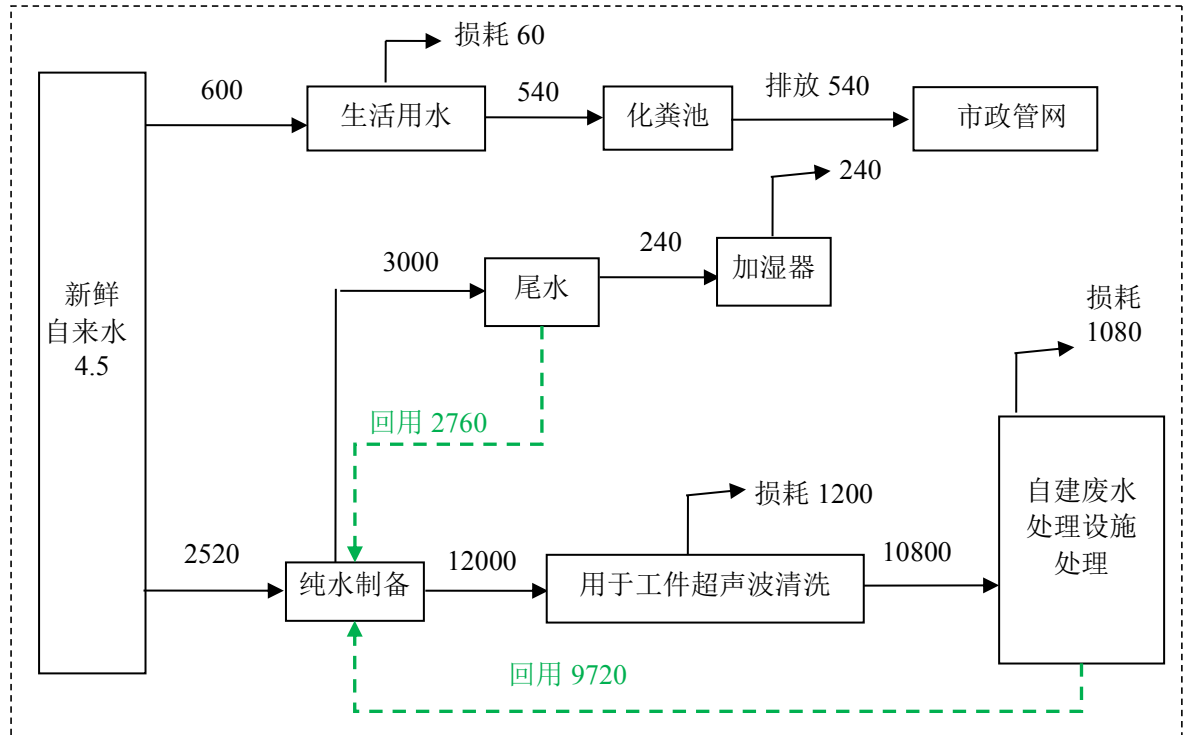 损耗 60
600
生活用水
540
化粪池
排放 540
市政管网
240
新鲜
自来水
4.5
3000
尾水
240
加湿器
损耗
1080
回用 2760
损耗 1200
自建废水
处理设施
处理
2520
纯水制备
12000
用于工件超声波清洗
10800
回用 9720